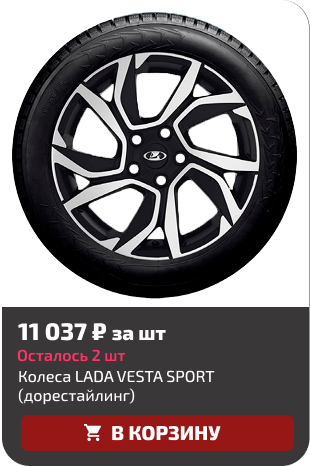 11 037 ₽ за шт
Осталось 2 шт
Колеса LADA VESTA SPORT
(дорестайлинг)
В КОРЗИНУ